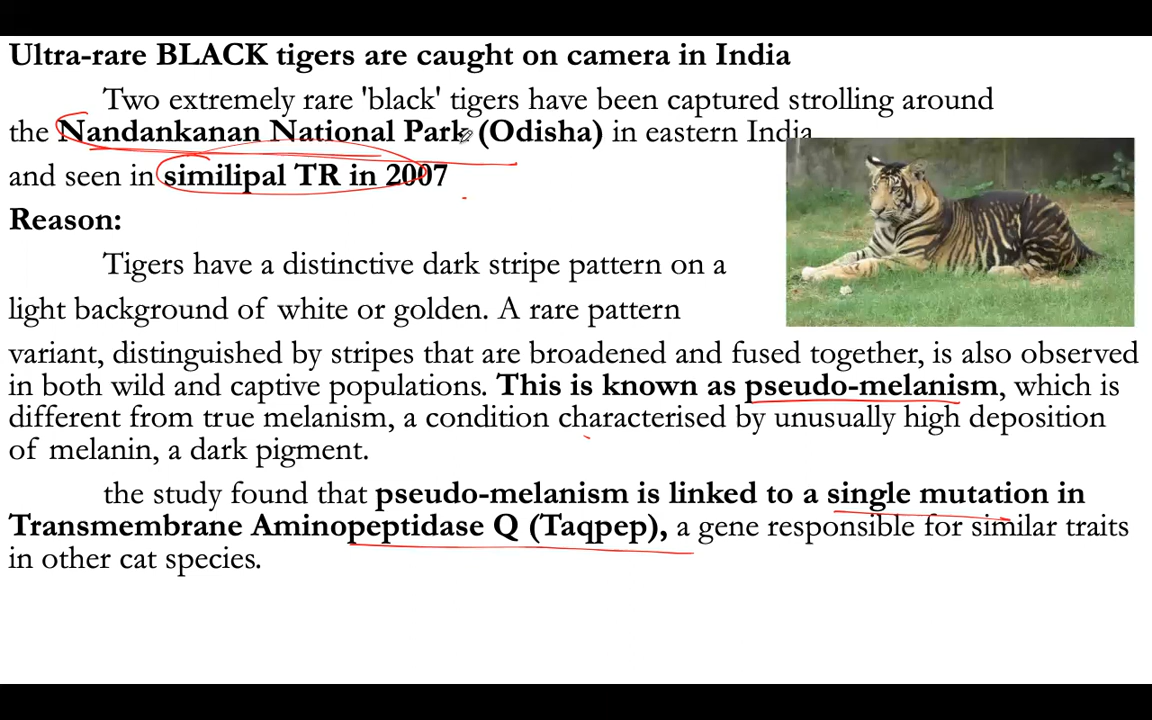 Ultra-rare BLACK tigers are caught on camera in India
Two extremely rare 'black' tigers have been captured strolling around
the Nandankanan National Park (Odisha) in eastern India
and seen in similipal TR in 2007
Reason:
Tigers have a distinctive dark stripe pattern on a
light background of white or golden. A rare pattern
variant, distinguished by stripes that are broadened and fused together, is also observed
in both wild and captive populations. This is known as pseudo-melanism, which is
different from true melanism, a condition characterised by unusually high deposition
of melanin, a dark pigment.
the study found that pseudo-melanism is linked to a single mutation in
Transmembrane Aminopeptidase Q (Taqpep), a gene responsible for similar traits
in other cat species.